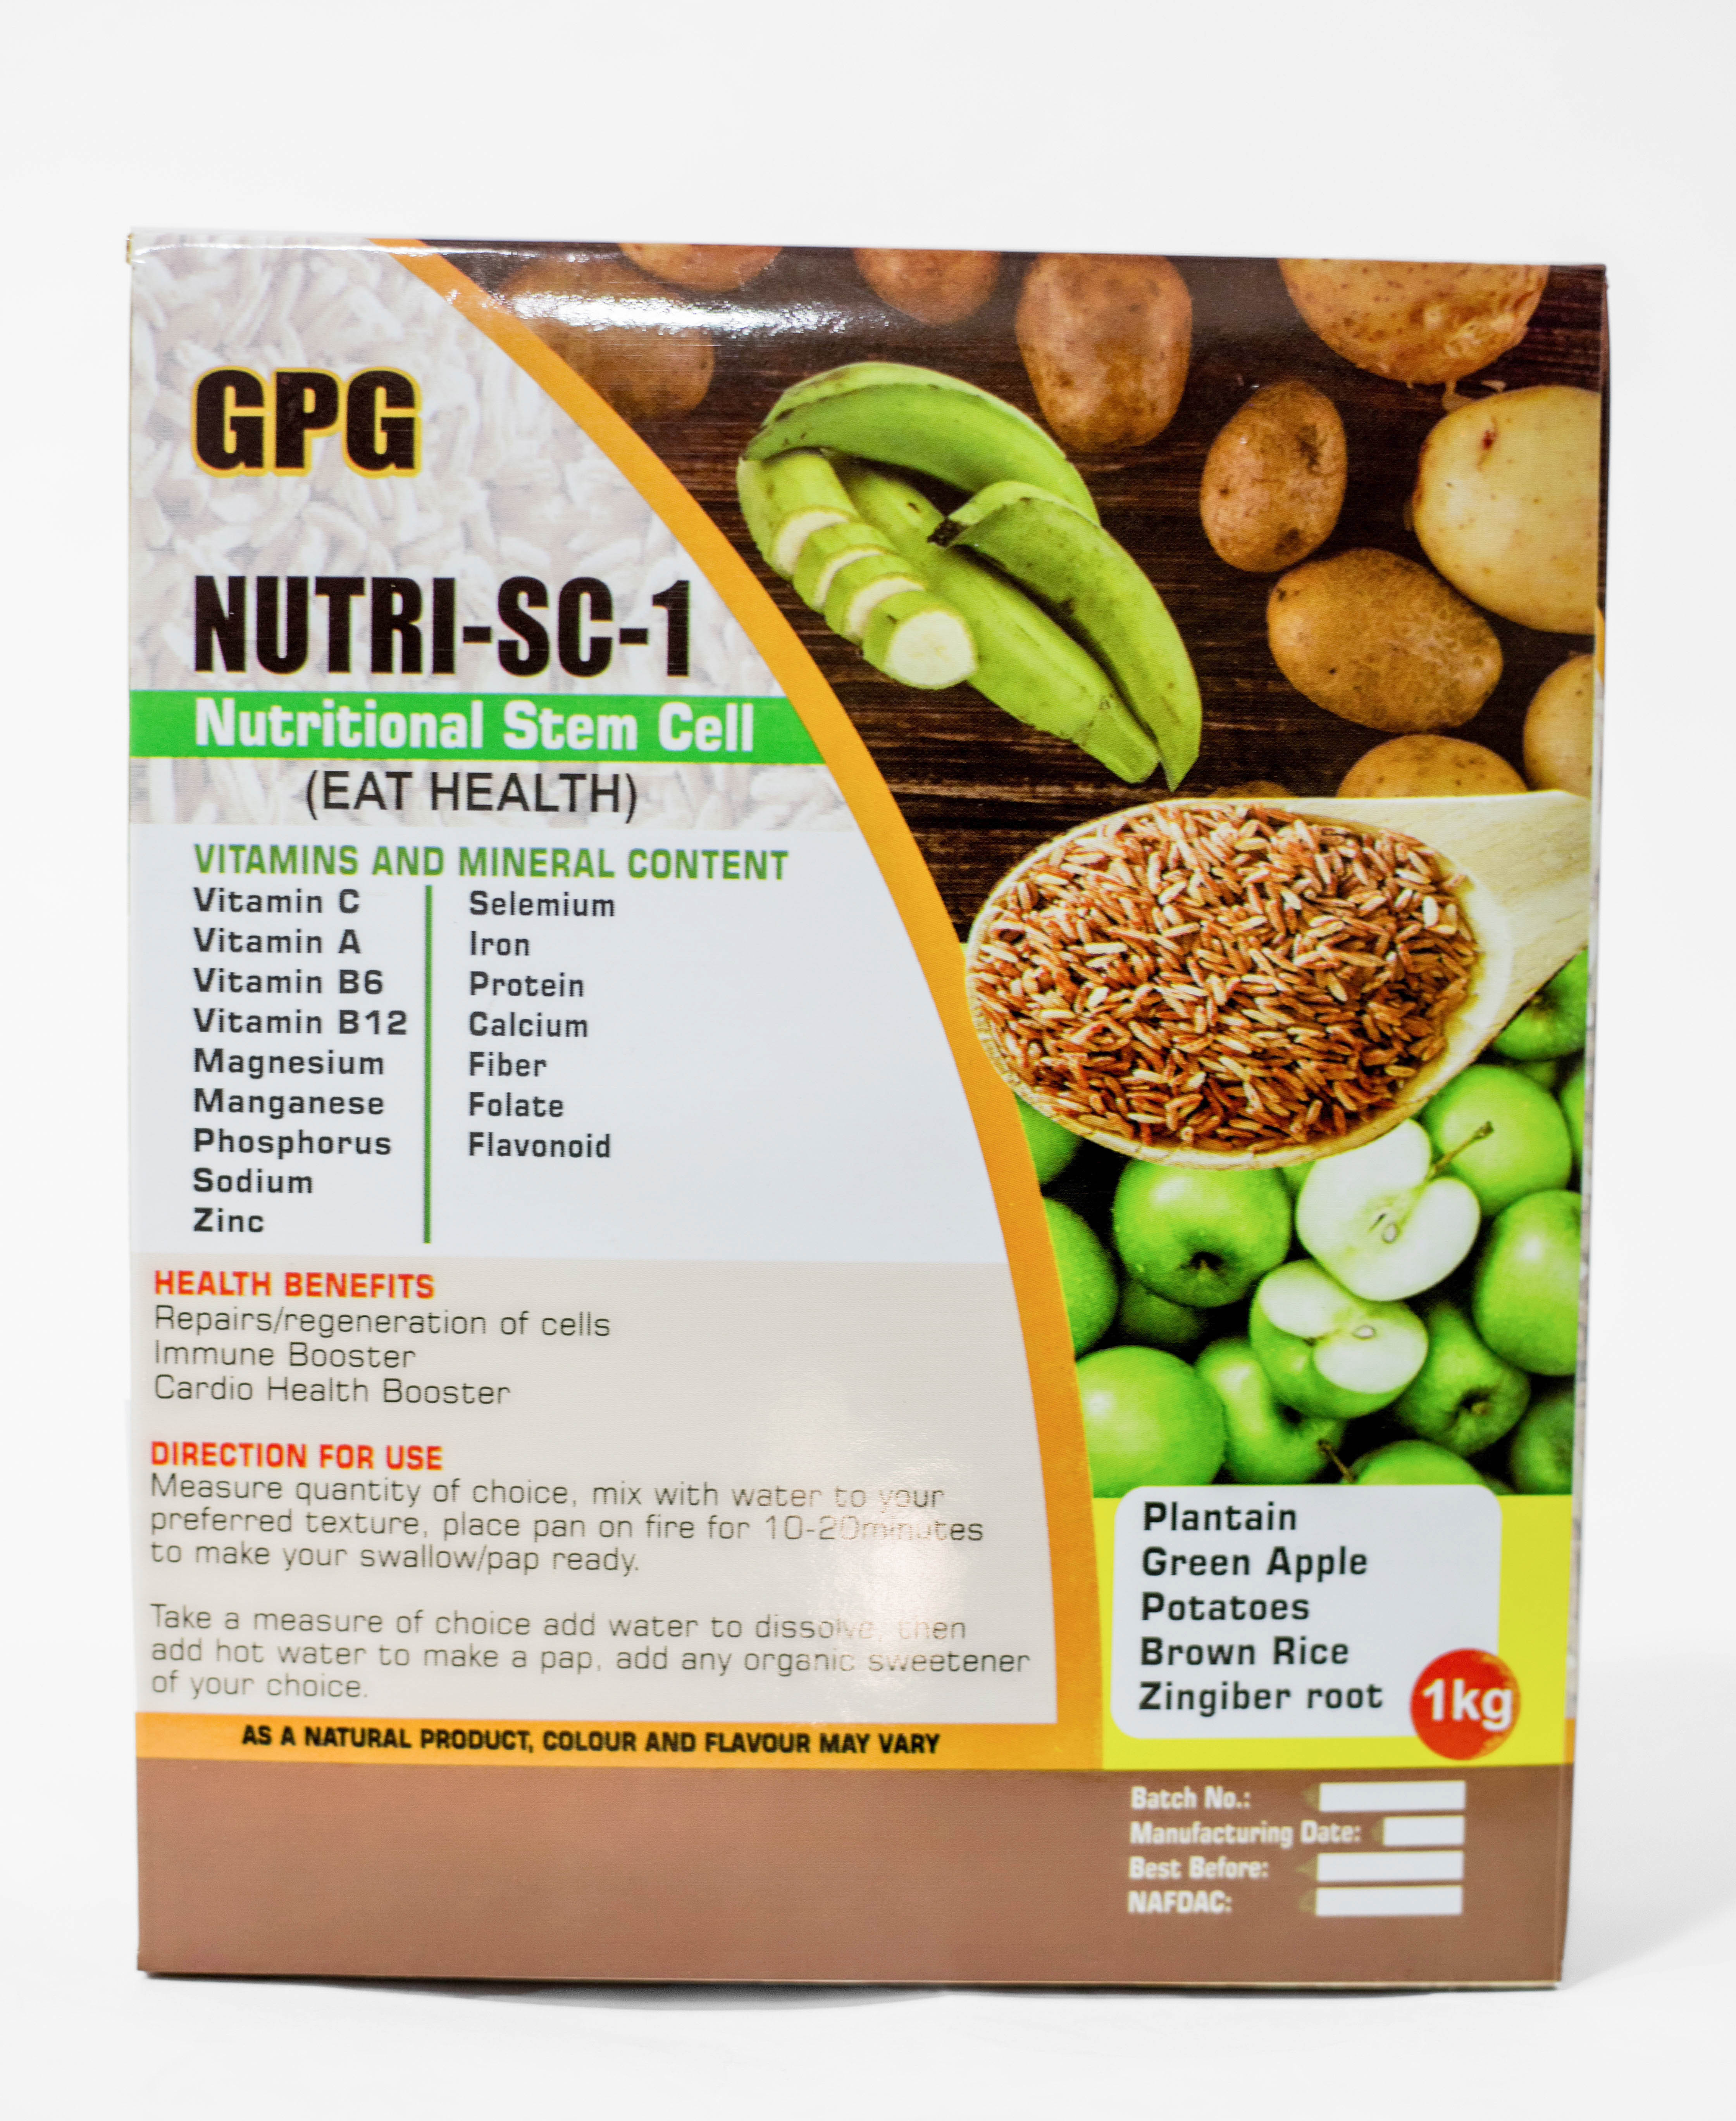 GPG
NUTRI-SC-1
Nutritional Stem Cell
(EAT HEALTH)
VITAMINS AND MINERAL CONTENT
Vitamin C
Vitamin A
Vitamin B6
Vitamin B12
Magnesium
Manganese
Phosphorus
Sodium
Zinc
Selemium
Iron
Protein
Calcium
Fiber
Folate
Flavonoid
HEALTH BENEFITS
Repairs/regeneration of cells
Immune Booster
Cardio Health Booster
DIRECTION FOR USE
Measure quantity of choice, mix with water to your
preferred texture, place pan on fire for 10-20minutes
to make your swallow/pap ready.
Take a measure of choice add water to dissolve, then
add hot water to make a pap, add any organic sweetener
of your choice.
AS A NATURAL PRODUCT, COLOUR AND FLAVOUR MAY VARY
Plantain
Green Apple
Potatoes
Brown Rice
Zingiber root
1kg
Batch No.:
Manufacturing Date:
Best Before:
NAFDAC: